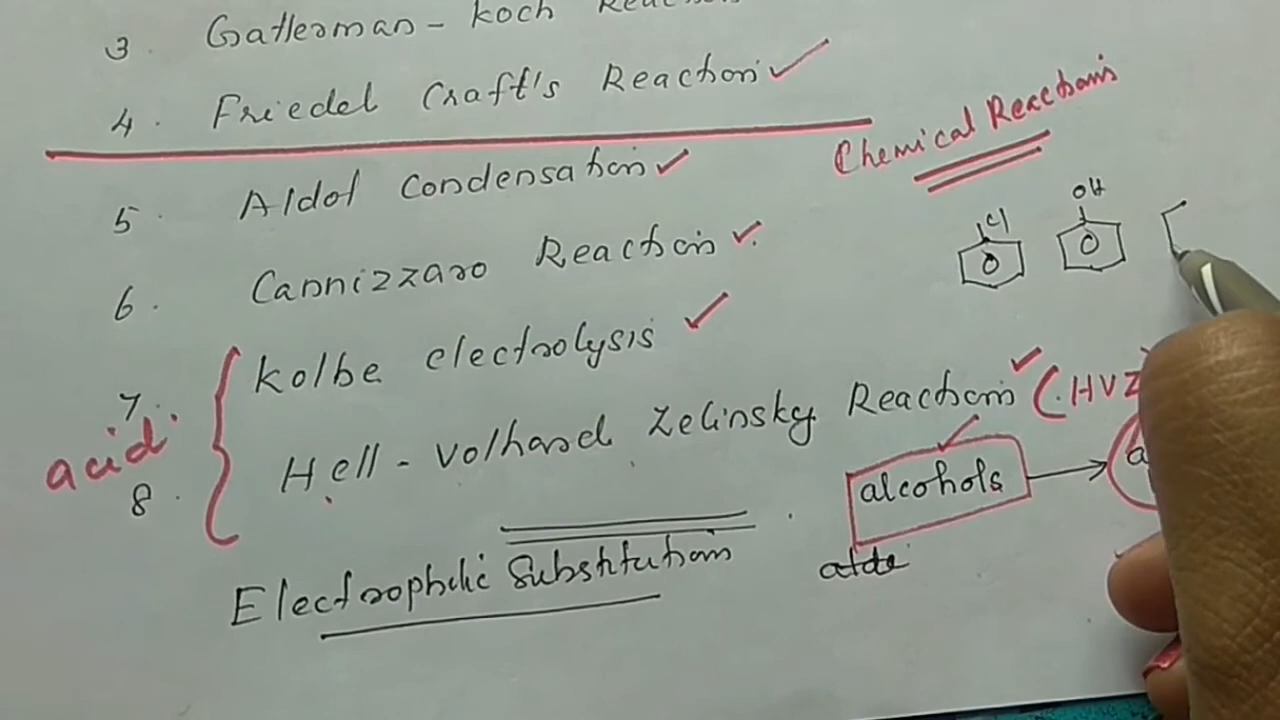 3. Gatterman - Koch
4. Friedel Craft's Reaction ✓
Chemical Reactions
5. Aldol Condensation ✓
6. Cannizzaro Reaction ✓
Cl
OH
7. Kolbe electrolysis ✓
acid
8. Hell - Volhard Zelinsky Reaction ✓ (HVZ
alcohols →
Electrophilic Substitution